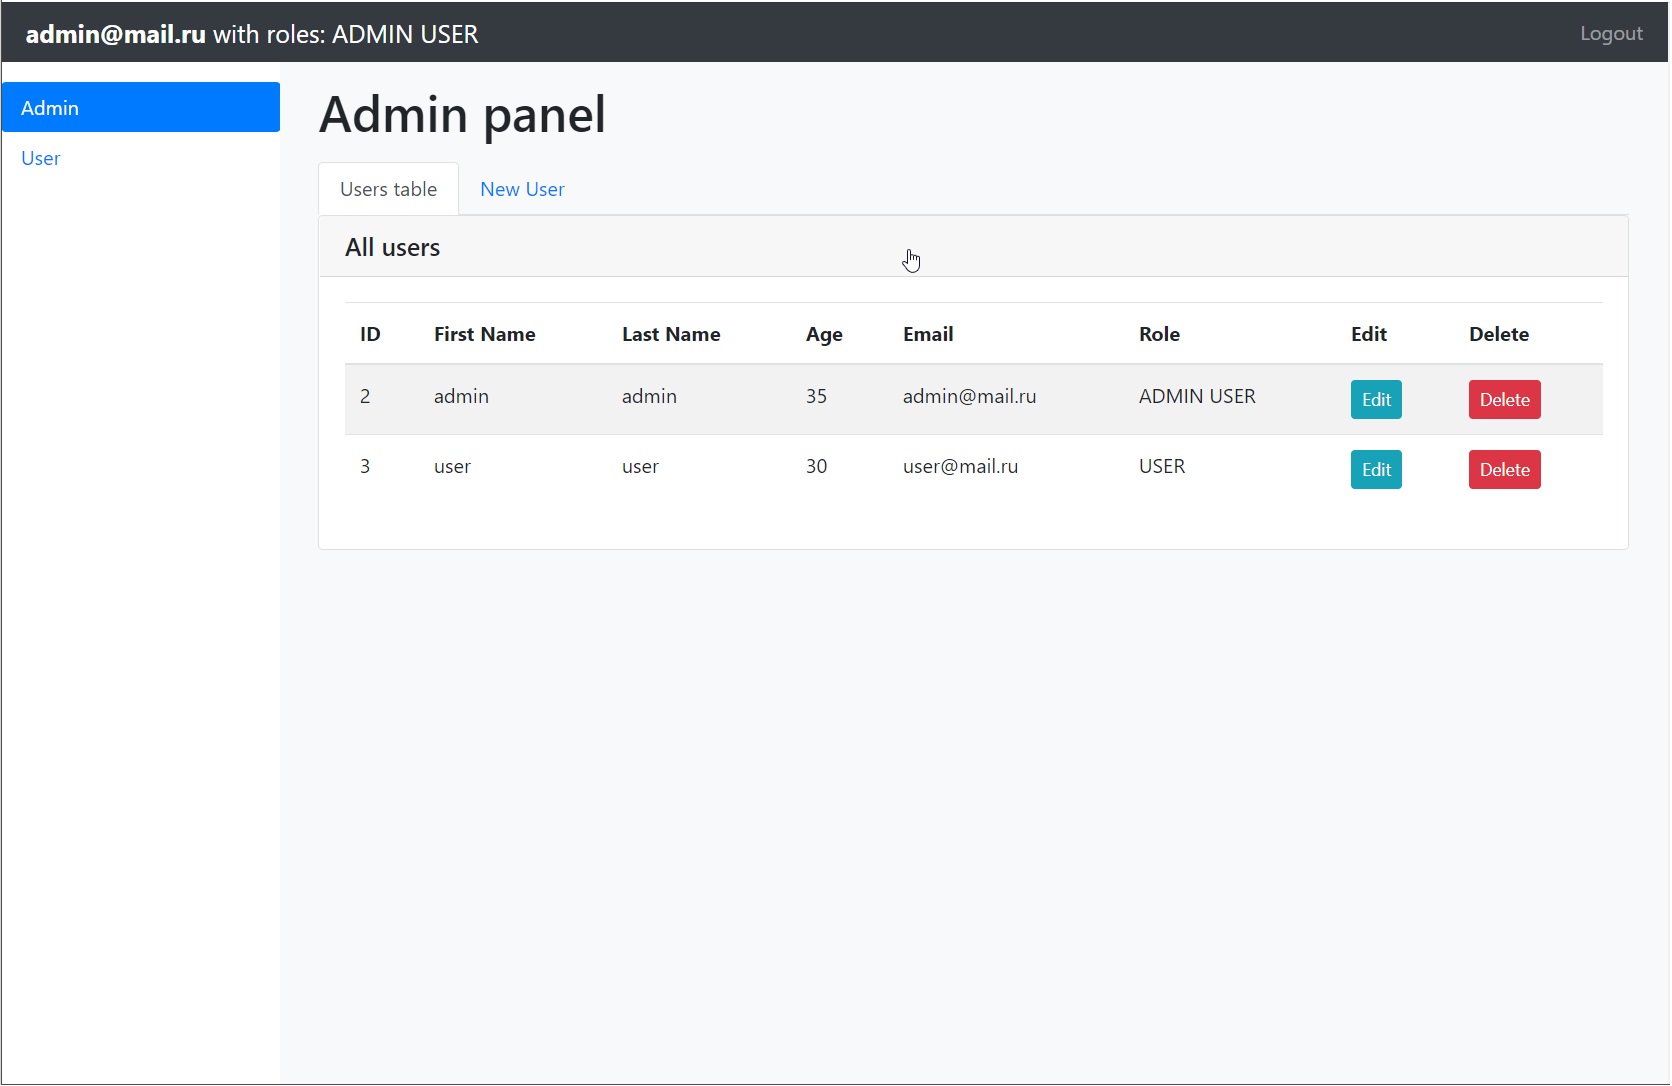 admin@mail.ru with roles: ADMIN USER Logout
Admin
User
Admin panel
Users table New User
All users
ID First Name Last Name Age Email Role Edit Delete
2 admin admin 35 admin@mail.ru ADMIN USER Edit Delete
3 user user 30 user@mail.ru USER Edit Delete